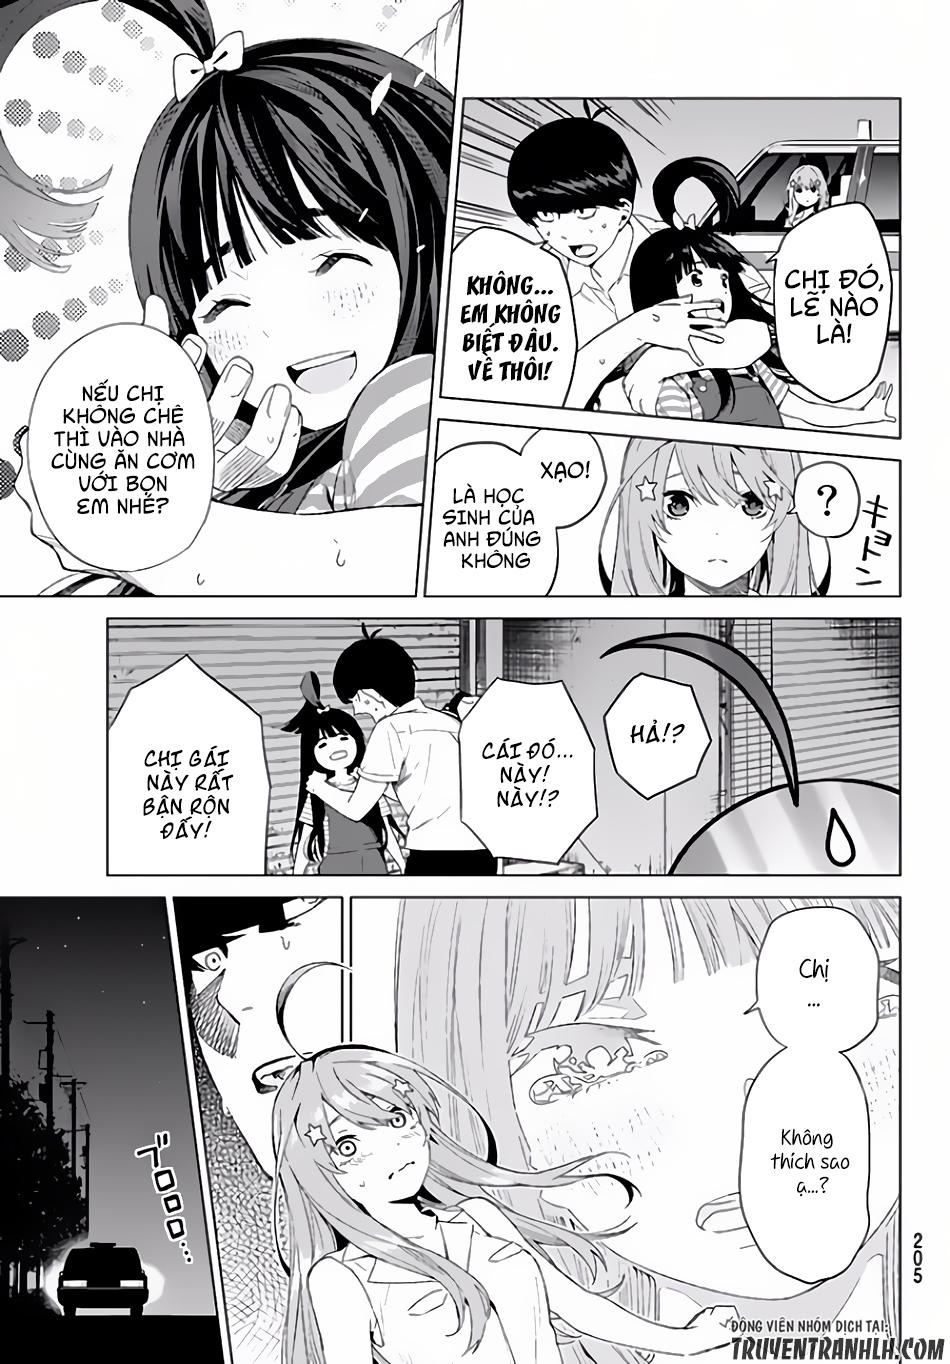 CHỊ ĐÓ,
LẼ NÀO
LÀ!
KHÔNG...
EM KHÔNG
BIẾT ĐÂU.
VỀ THÔI!
?
キョトン
XẠO!
LÀ HỌC
SINH CỦA
ANH ĐÚNG
KHÔNG
NẾU CHỊ
KHÔNG CHÊ
THÌ VÀO NHÀ
CÙNG ĂN CƠM
VỚI BỌN
EM NHÉ?
HẢ!?
CÁI ĐÓ...
NÀY!
NÀY!?
CHỊ GÁI
NÀY RẤT
BẬN RỘN
ĐẤY!
Chị
...
Không
thích sao
ạ...?
ブロロロ...
205
ĐỘNG VIÊN NHÓM DỊCH TẠI:
TRUYENTRANHLH.COM